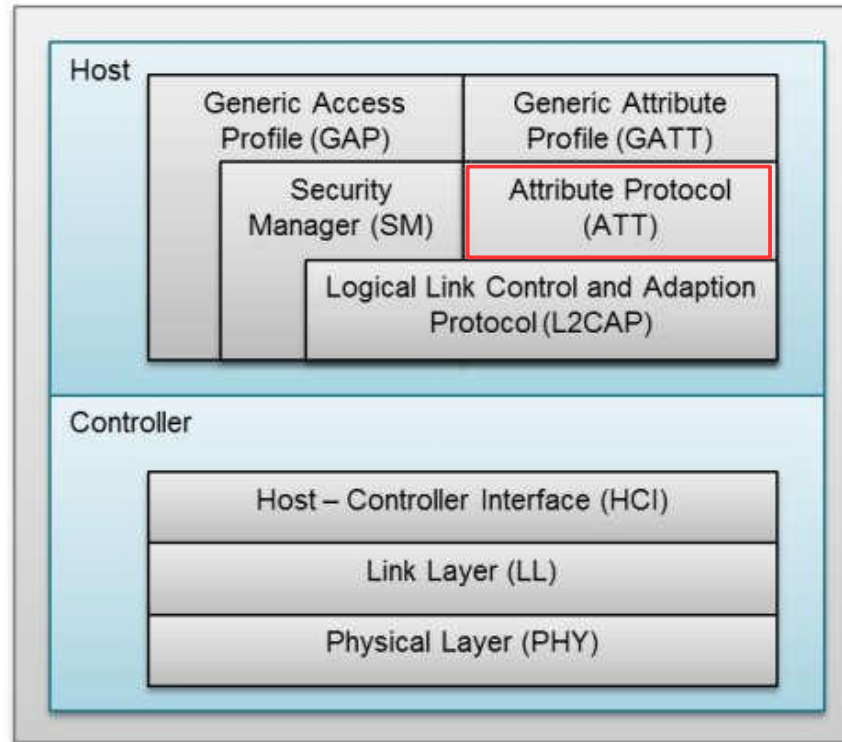 Host
Generic Access
Profile (GAP)
Generic Attribute
Profile (GATT)
Security
Manager (SM)
Attribute Protocol
(ATT)
Logical Link Control and Adaption
Protocol (L2CAP)
Controller
Host – Controller Interface (HCI)
Link Layer (LL)
Physical Layer (PHY)